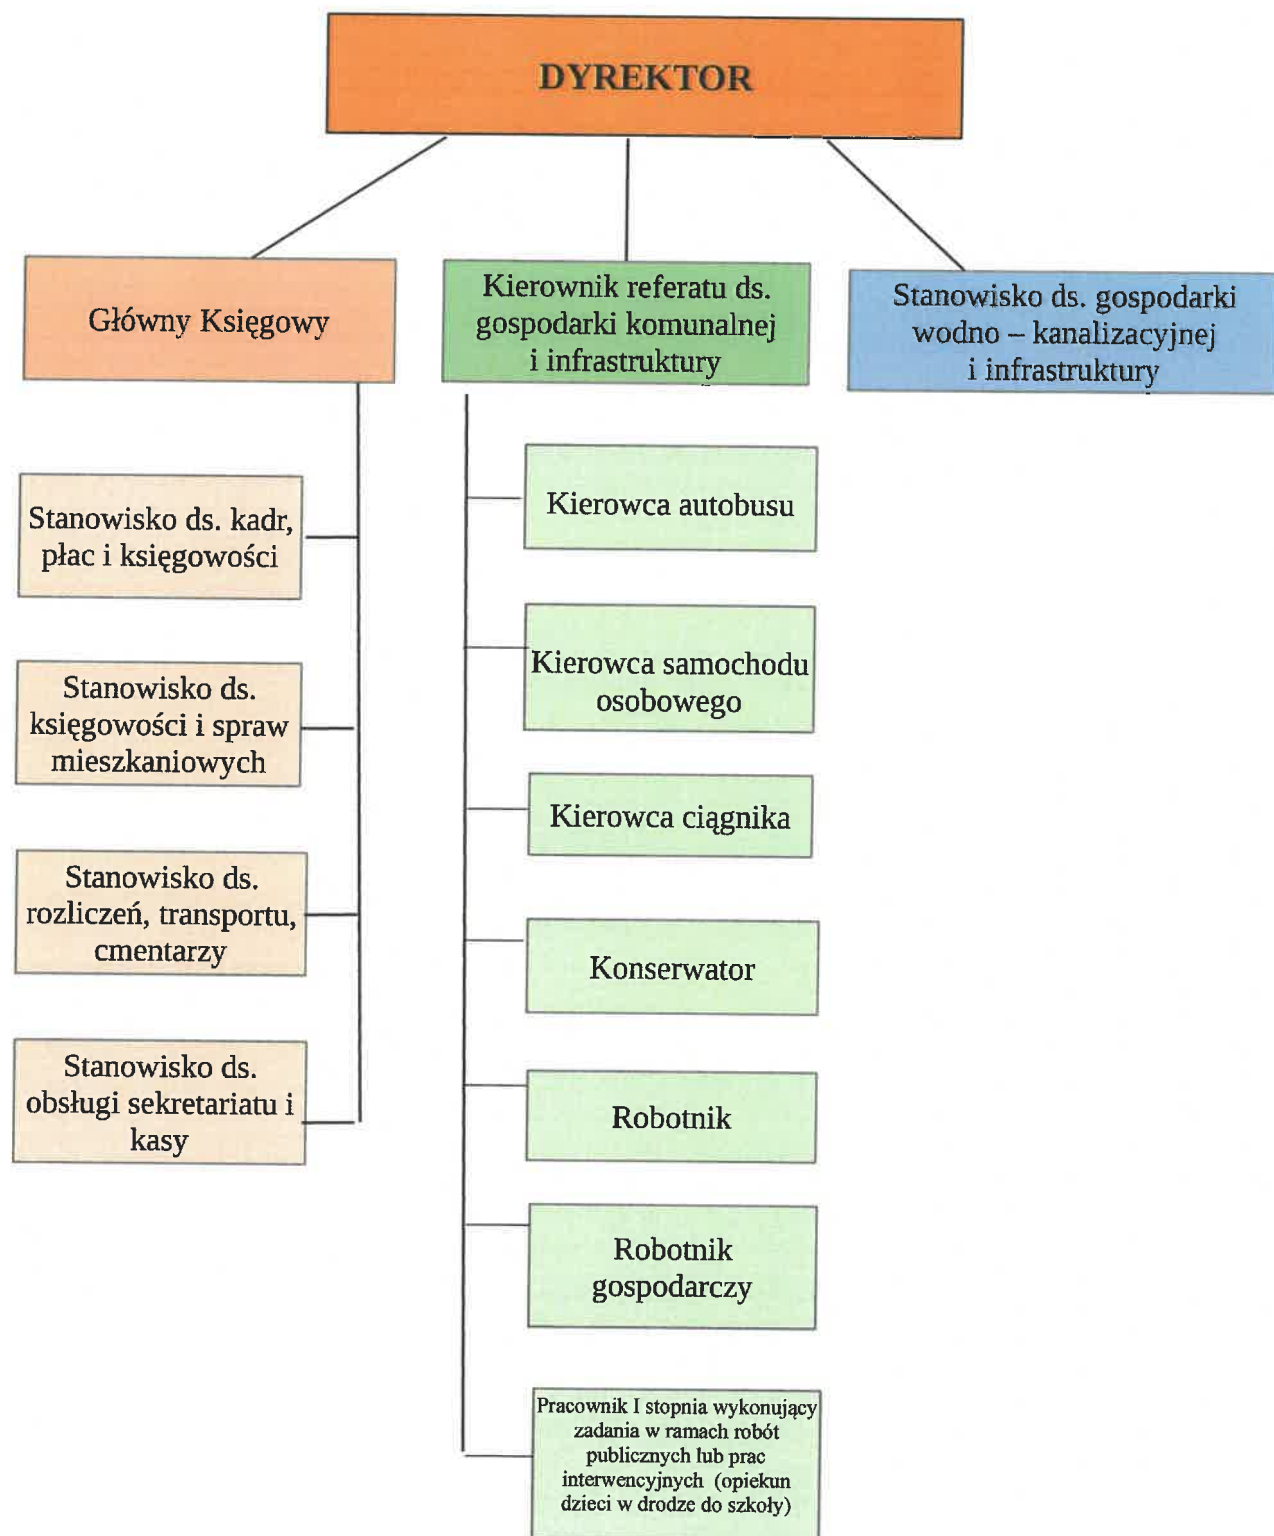 DYREKTOR
Główny Księgowy
Kierownik referatu ds.
gospodarki komunalnej
i infrastruktury
Stanowisko ds. gospodarki
wodno – kanalizacyjnej
i infrastruktury
Stanowisko ds. kadr,
płac i księgowości
Stanowisko ds.
księgowości i spraw
mieszkaniowych
Stanowisko ds.
rozliczeń, transportu,
cmentarzy
Stanowisko ds.
obsługi sekretariatu i
kasy
Kierowca autobusu
Kierowca samochodu
osobowego
Kierowca ciągnika
Konserwator
Robotnik
Robotnik
gospodarczy
Pracownik I stopnia wykonujący
zadania w ramach robót
publicznych lub prac
interwencyjnych (opiekun
dzieci w drodze do szkoły)